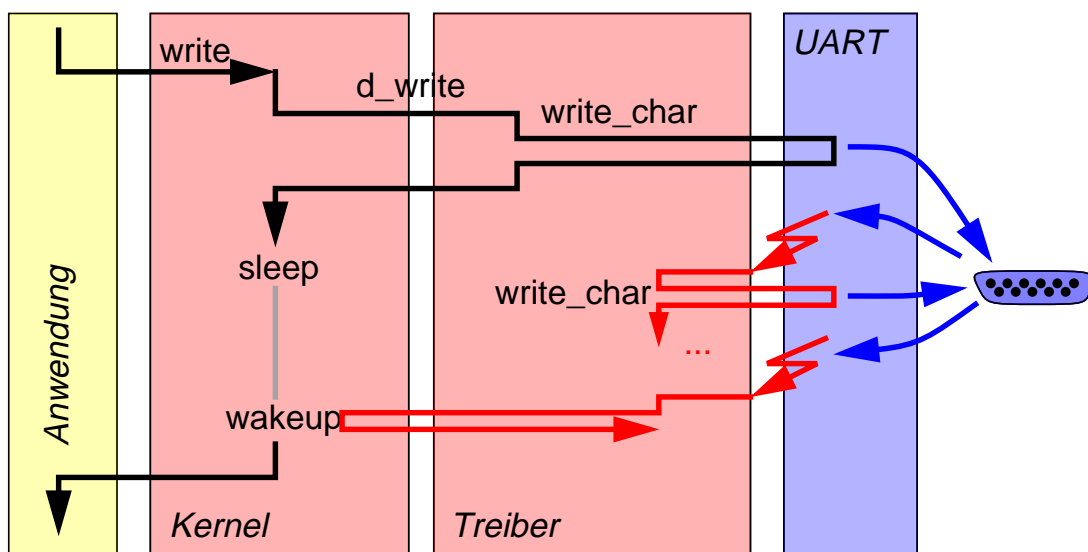 UART
write
d_write
write_char
sleep
write_char
...
Anwendung
wakeup
Kernel
Treiber